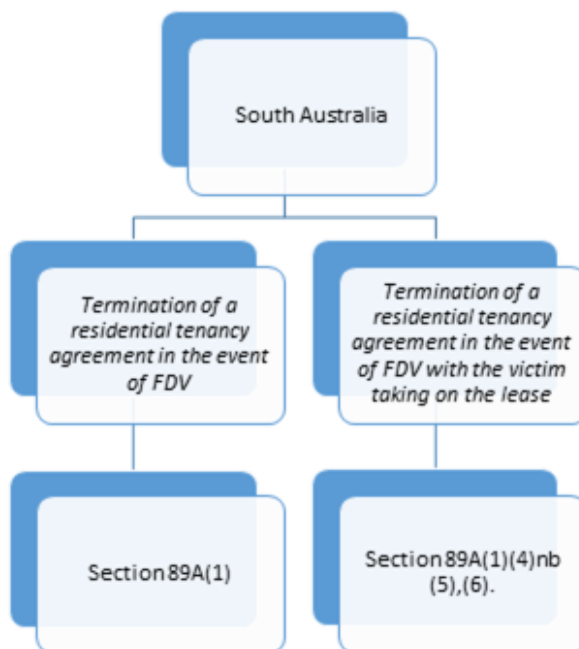 South Australia
Termination of a
residential tenancy
agreement in the event
of FDV
Termination of a
residential tenancy
agreement in the event
of FDV with the victim
taking on the lease
Section 89A(1)
Section 89A(1)(4)nb
(5),(6).